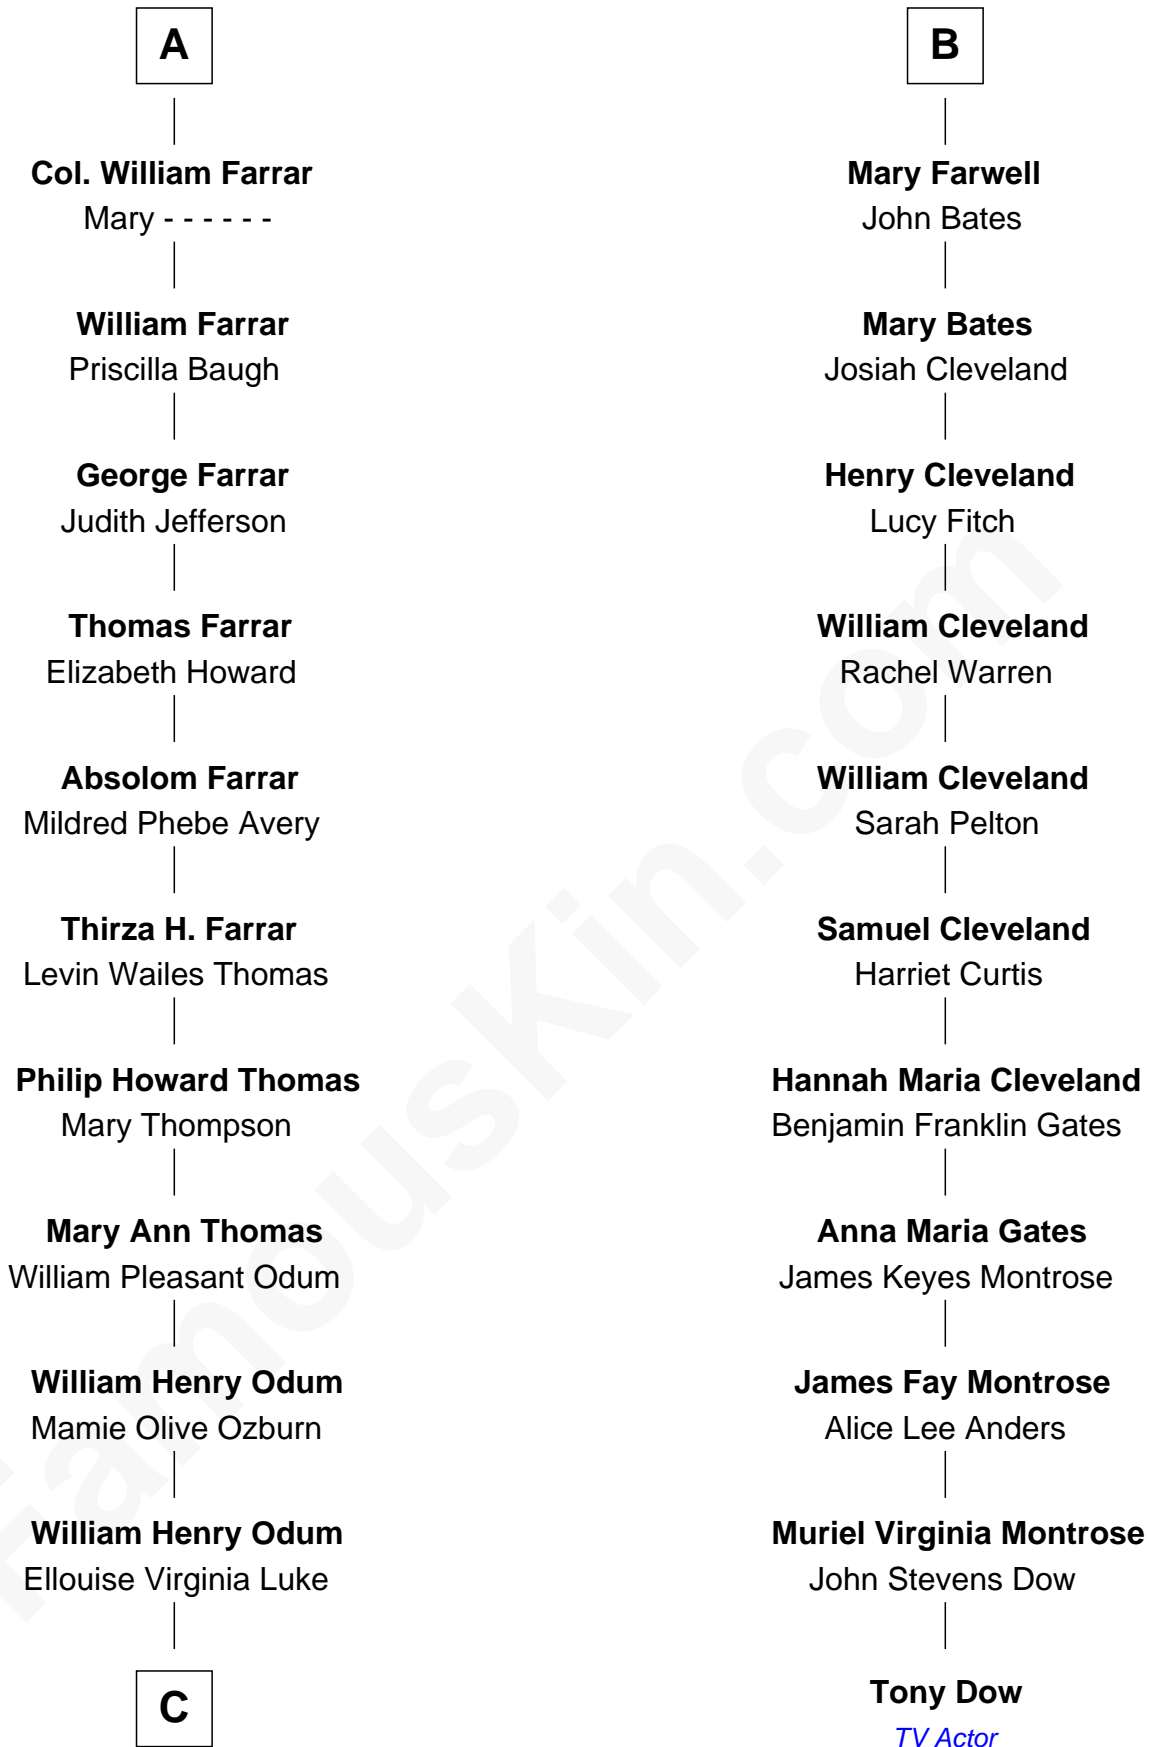 A
Col. William Farrar
Mary - - - - - -
William Farrar
Priscilla Baugh
George Farrar
Judith Jefferson
Thomas Farrar
Elizabeth Howard
Absolom Farrar
Mildred Phebe Avery
Thirza H. Farrar
Levin Wailes Thomas
Philip Howard Thomas
Mary Thompson
Mary Ann Thomas
William Pleasant Odum
William Henry Odum
Mamie Olive Ozburn
William Henry Odum
Ellouise Virginia Luke
C
B
Mary Farwell
John Bates
Mary Bates
Josiah Cleveland
Henry Cleveland
Lucy Fitch
William Cleveland
Rachel Warren
William Cleveland
Sarah Pelton
Samuel Cleveland
Harriet Curtis
Hannah Maria Cleveland
Benjamin Franklin Gates
Anna Maria Gates
James Keyes Montrose
James Fay Montrose
Alice Lee Anders
Muriel Virginia Montrose
John Stevens Dow
Tony Dow
TV Actor
FamousKin.com